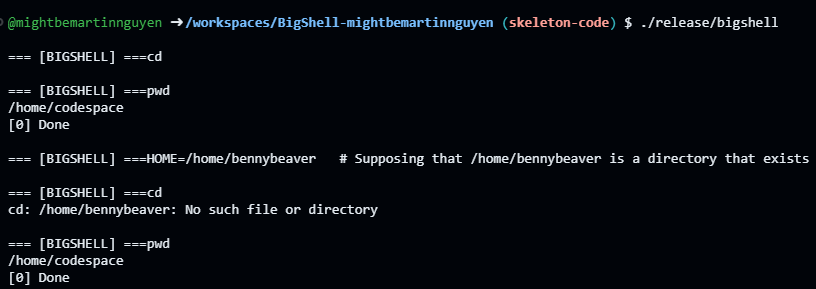 @mightbemartinnguyen ➜/workspaces/BigShell-mightbemartinnguyen (skeleton-code) $ ./release/bigshell
=== [BIGSHELL] ===cd
=== [BIGSHELL] ===pwd
/home/codespace
[0] Done
=== [BIGSHELL] ===HOME=/home/bennybeaver   # Supposing that /home/bennybeaver is a directory that exists
=== [BIGSHELL] ===cd
cd: /home/bennybeaver: No such file or directory
=== [BIGSHELL] ===pwd
/home/codespace
[0] Done